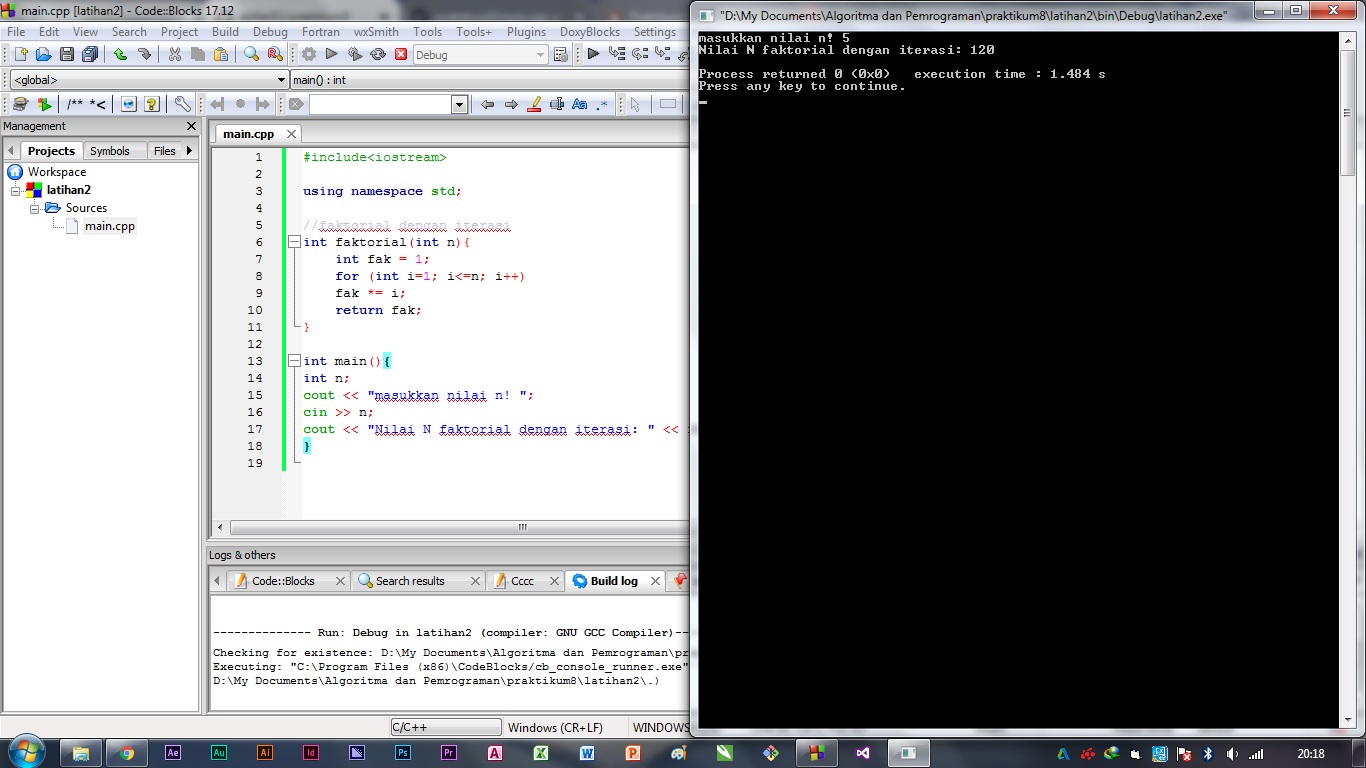 main.cpp [latihan2] - Code::Blocks 17.12
File Edit View Search Project Build Debug Fortran wxSmith Tools Tools+ Plugins DoxyBlocks Settings
Debug
<global> main() : int
/** *< Aa .*
Management
Projects Symbols Files
Workspace
latihan2
Sources
main.cpp
main.cpp
1 #include<iostream>
2
3 using namespace std;
4
5 //faktorial dengan iterasi
6 int faktorial(int n){
7 int fak = 1;
8 for (int i=1; i<=n; i++)
9 fak *= i;
10 return fak;
11 }
12
13 int main(){
14 int n;
15 cout << "masukkan nilai n! ";
16 cin >> n;
17 cout << "Nilai N faktorial dengan iterasi: " <<
18 }
19
Logs & others
Code::Blocks Search results Cccc Build log
-------------- Run: Debug in latihan2 (compiler: GNU GCC Compiler)--
Checking for existence: D:\My Documents\Algoritma dan Pemrograman\pr
Executing: "C:\Program Files (x86)\CodeBlocks/cb_console_runner.exe"
D:\My Documents\Algoritma dan Pemrograman\praktikum8\latihan2\.)
C/C++ Windows (CR+LF) WINDOWS
"D:\My Documents\Algoritma dan Pemrograman\praktikum8\latihan2\bin\Debug\latihan2.exe"
masukkan nilai n! 5
Nilai N faktorial dengan iterasi: 120
Process returned 0 (0x0) execution time : 1.484 s
Press any key to continue.
Ae Au Ai Id Ps Pr A X W P 20:18